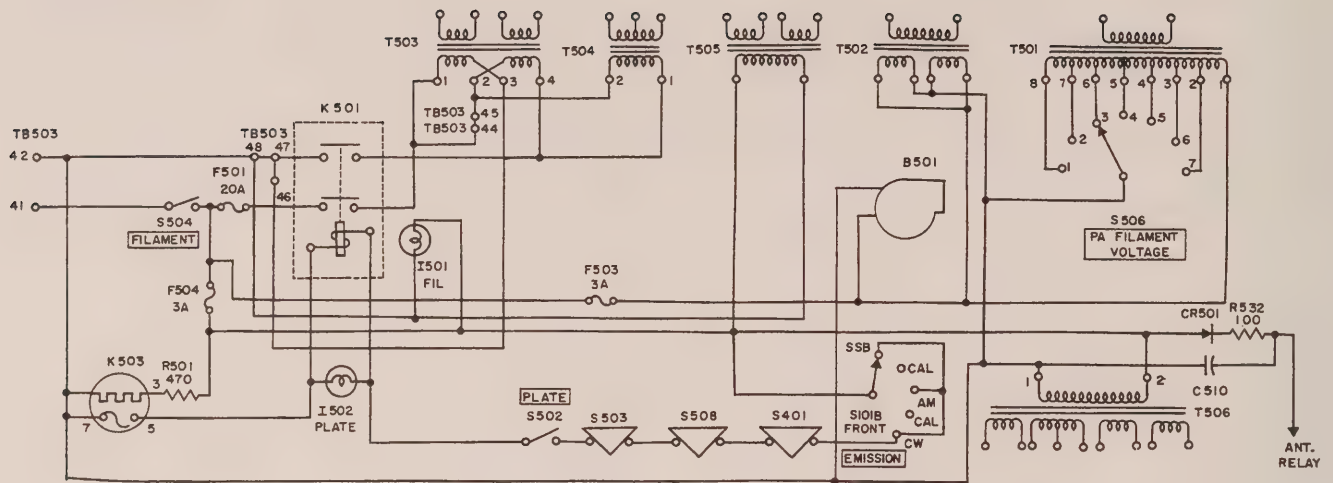 T503
T504
T505
T502
T501
1 2 3 4
2 1
8 7 6 5 4 3 2 1
TB503 45
TB503 44
K501
TB503
42
41
TB503
48 47
46
F501
20A
S504
FILAMENT
I501
FIL
B501
3 4 5 6 7
2
1
S506
PA FILAMENT
VOLTAGE
F503
3A
F504
3A
K503
R501
470
3
7 5
I502
PLATE
PLATE
S502
S503
S508
S401
SSB
CAL
AM
CAL
CW
S101B
FRONT
EMISSION
CR501
R532
100
C510
1 2
T506
ANT.
RELAY